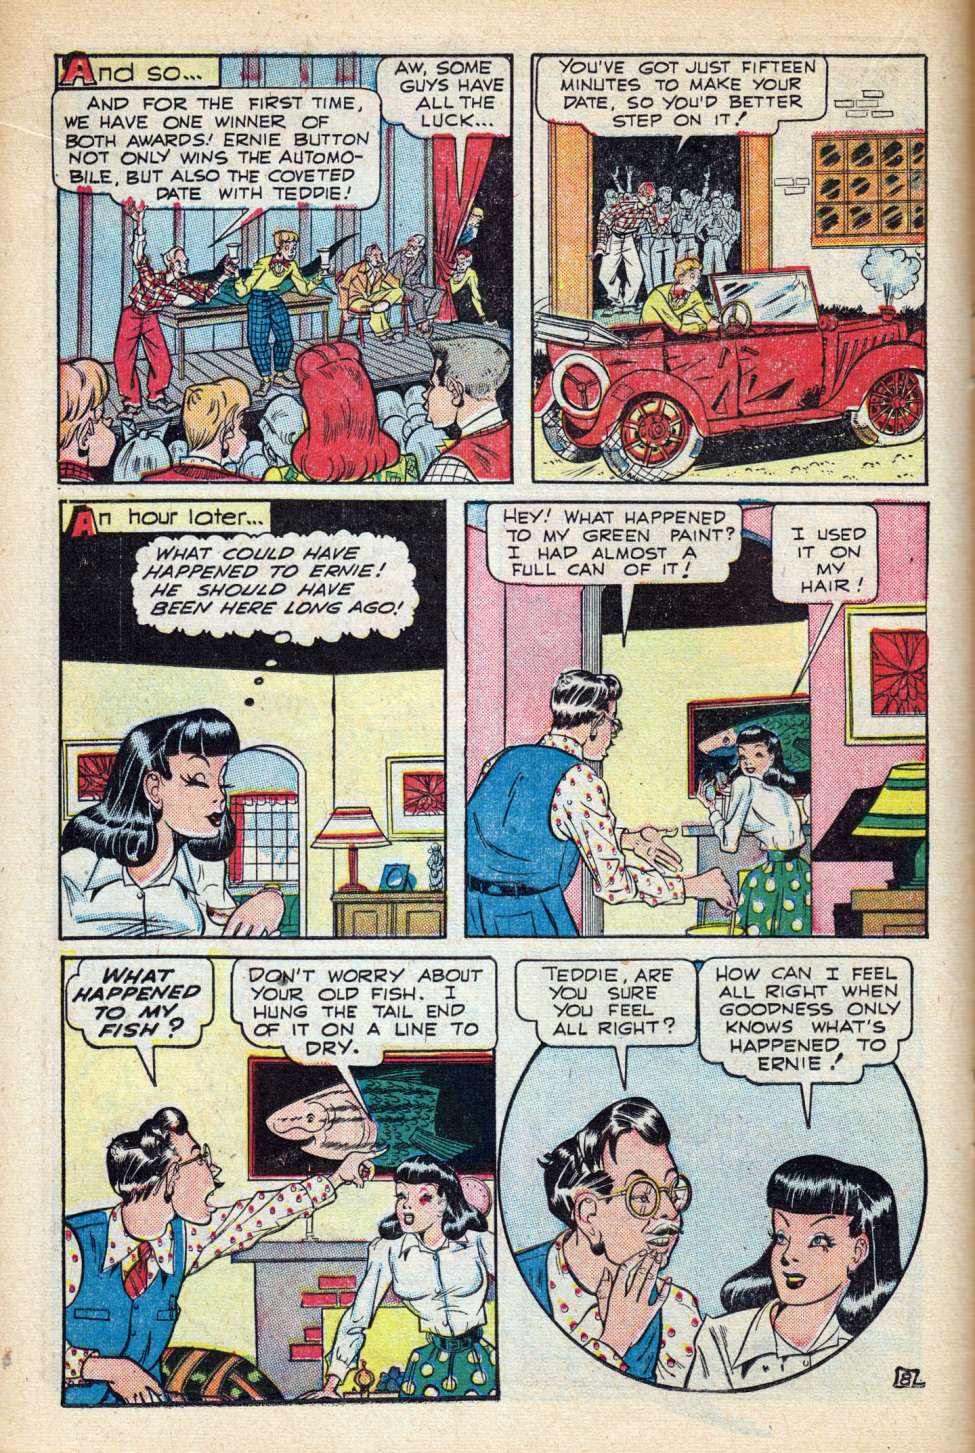 And so...
AND FOR THE FIRST TIME,
WE HAVE ONE WINNER OF
BOTH AWARDS! ERNIE BUTTON
NOT ONLY WINS THE AUTOMO-
BILE, BUT ALSO THE COVETED
DATE WITH TEDDIE!
AW, SOME
GUYS HAVE
ALL THE
LUCK...
YOU'VE GOT JUST FIFTEEN
MINUTES TO MAKE YOUR
DATE, SO YOU'D BETTER
STEP ON IT!
An hour later...
WHAT COULD HAVE
HAPPENED TO ERNIE!
HE SHOULD HAVE
BEEN HERE LONG AGO!
HEY! WHAT HAPPENED
TO MY GREEN PAINT?
I HAD ALMOST A
FULL CAN OF IT!
I USED
IT ON
MY
HAIR!
WHAT
HAPPENED
TO MY
FISH?
DON'T WORRY ABOUT
YOUR OLD FISH. I
HUNG THE TAIL END
OF IT ON A LINE TO
DRY.
TEDDIE, ARE
YOU SURE
YOU FEEL
ALL RIGHT?
HOW CAN I FEEL
ALL RIGHT WHEN
GOODNESS ONLY
KNOWS WHAT'S
HAPPENED TO
ERNIE!
8